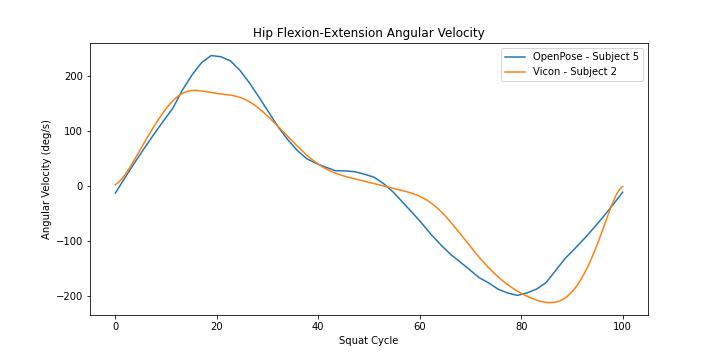 Hip Flexion-Extension Angular Velocity
OpenPose - Subject 5
Vicon - Subject 2
Angular Velocity (deg/s)
200
100
0
−100
−200
0
20
40
60
80
100
Squat Cycle